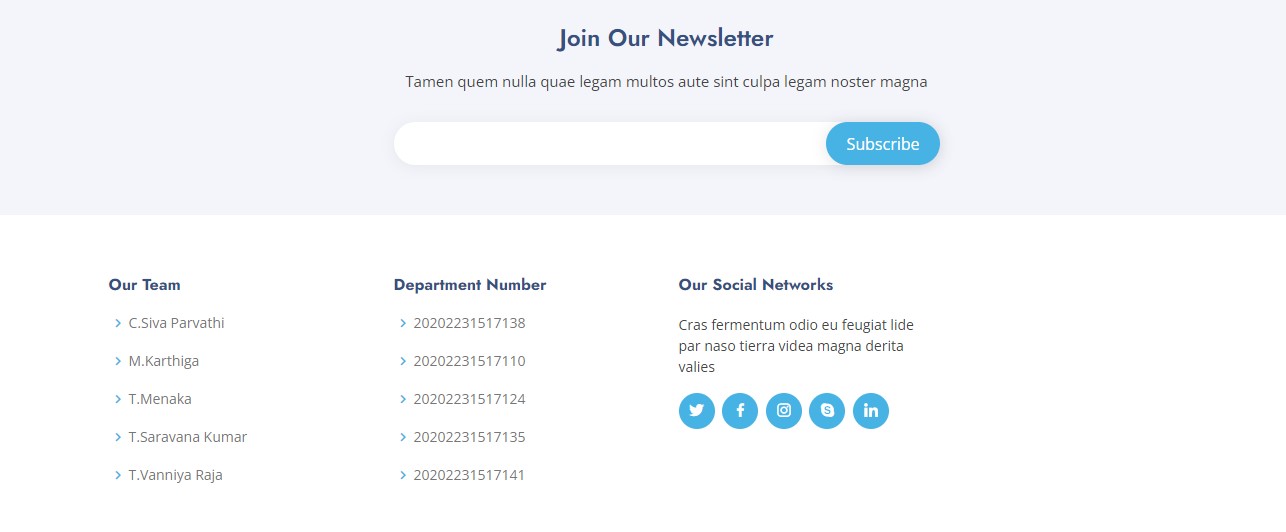 Join Our Newsletter
Tamen quem nulla quae legam multos aute sint culpa legam noster magna
Subscribe
Our Team
C.Siva Parvathi
M.Karthiga
T.Menaka
T.Saravana Kumar
T.Vanniya Raja
Department Number
20202231517138
20202231517110
20202231517124
20202231517135
20202231517141
Our Social Networks
Cras fermentum odio eu feugiat lide
par naso tierra videa magna derita
valies